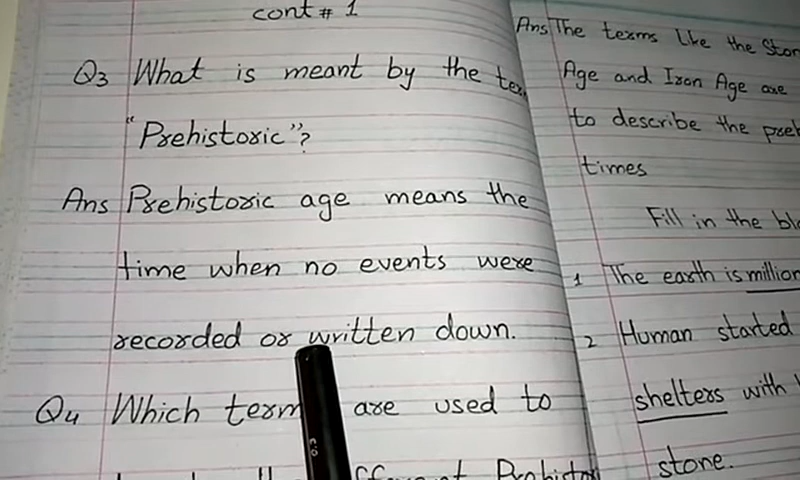 cont # 1
Q3 What is meant by the
"Prehistoric"?
Ans Prehistoric age means the
time when no events were
recorded or written down.
Q4 Which are used to
Ans The terms like the
Age and Iron Age are
to describe the
times
Fill in the
1 The earth is
2 Human started
shelters with
stone.